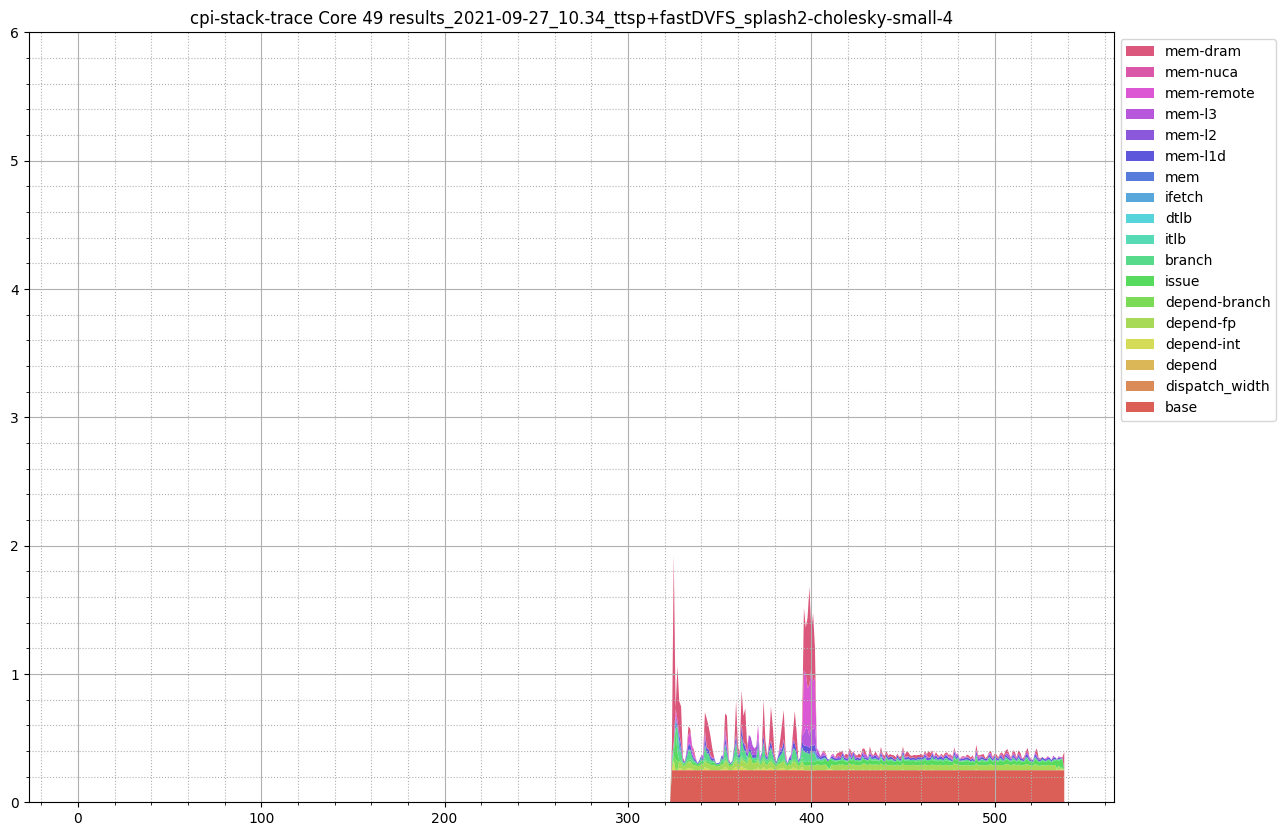 cpi-stack-trace Core 49 results_2021-09-27_10.34_ttsp+fastDVFS_splash2-cholesky-small-4
6
5
4
3
2
1
0
0 100 200 300 400 500
mem-dram
mem-nuca
mem-remote
mem-l3
mem-l2
mem-l1d
mem
ifetch
dtlb
itlb
branch
issue
depend-branch
depend-fp
depend-int
depend
dispatch_width
base